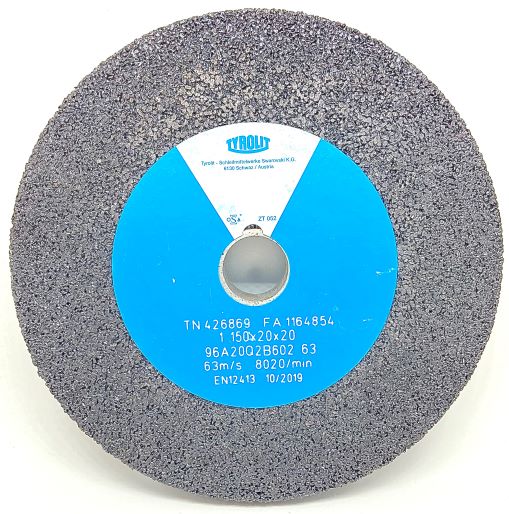 TYROLIT
Tyrolit - Schleifmittelwerke Swarovski K.G.
6130 Schwaz / Austria
ZT 052
TN 426869 FA 1164854
1 150x20x20
96A20Q2B602 63
63m/s 8020/min
EN12413 10/2019